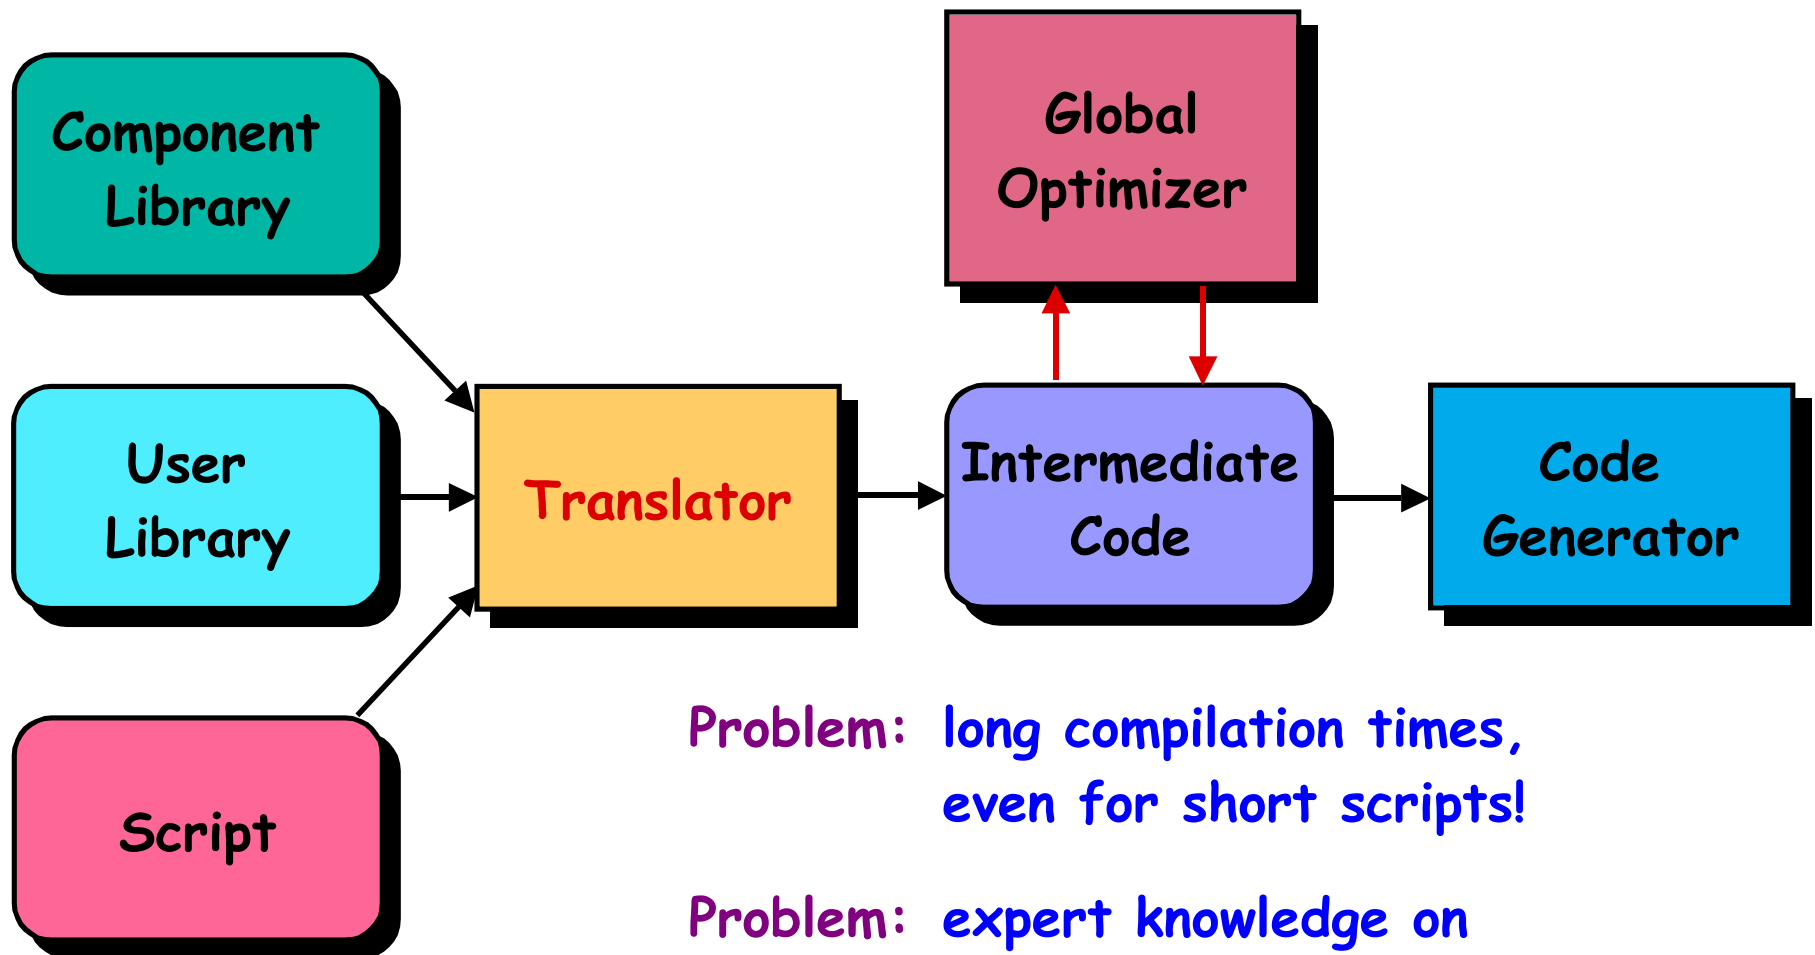 Component
Library
Global
Optimizer
User
Library
Translator
Intermediate
Code
Code
Generator
Script
Problem: long compilation times,
even for short scripts!
Problem: expert knowledge on